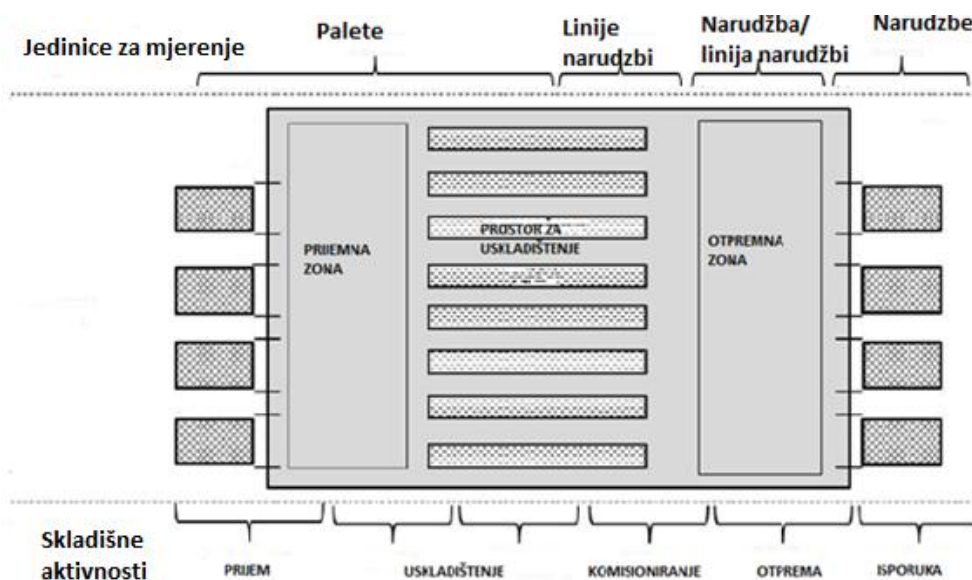 Jedinice za mjerenje
Palete
Linije
narudzbi
Narudžba/
linija narudžbi
Narudzbe
PRIJEMNA
ZONA
PROSTOR ZA
USKLADIŠTENJE
OTPREMNA
ZONA
Skladišne
aktivnosti
PRIJEM
USKLADIŠTENJE
KOMISIONIRANJE
OTPREMA
ISPORUKA